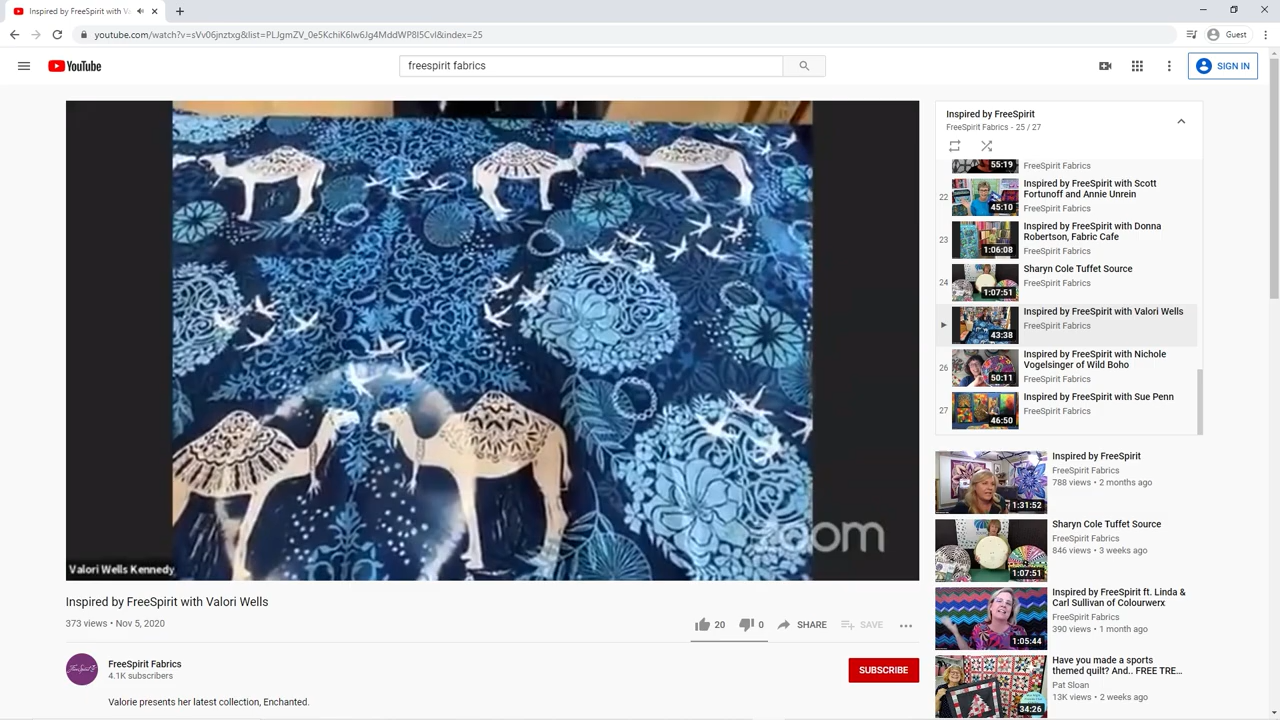 Inspired by FreeSpirit with V
youtube.com/watch?v=sVv06jnztxg&list=PLJgmZV_0e5KchiK6lw6Jg4MddWP8I5CvI&index=25
Guest
YouTube
freespirit fabrics
SIGN IN
zoom
Valori Wells Kennedy
Inspired by FreeSpirit with Valori Wells
373 views • Nov 5, 2020
20
0
SHARE
SAVE
FreeSpirit Fabrics
4.1K subscribers
SUBSCRIBE
Valorie presents her latest collection, Enchanted.
Inspired by FreeSpirit
FreeSpirit Fabrics - 25 / 27
55:19
FreeSpirit Fabrics
22
45:10
Inspired by FreeSpirit with Scott
Fortunoff and Annie Unrein
FreeSpirit Fabrics
23
1:06:08
Inspired by FreeSpirit with Donna
Robertson, Fabric Cafe
FreeSpirit Fabrics
24
1:07:51
Sharyn Cole Tuffet Source
FreeSpirit Fabrics
43:38
Inspired by FreeSpirit with Valori Wells
FreeSpirit Fabrics
26
50:11
Inspired by FreeSpirit with Nichole
Vogelsinger of Wild Boho
FreeSpirit Fabrics
27
46:50
Inspired by FreeSpirit with Sue Penn
FreeSpirit Fabrics
1:31:52
Inspired by FreeSpirit
FreeSpirit Fabrics
788 views • 2 months ago
1:07:51
Sharyn Cole Tuffet Source
FreeSpirit Fabrics
846 views • 3 weeks ago
1:05:44
Inspired by FreeSpirit ft. Linda &
Carl Sullivan of Colourwerx
FreeSpirit Fabrics
390 views • 1 month ago
34:26
Have you made a sports
themed quilt? And.. FREE TRE...
Pat Sloan
13K views • 2 weeks ago